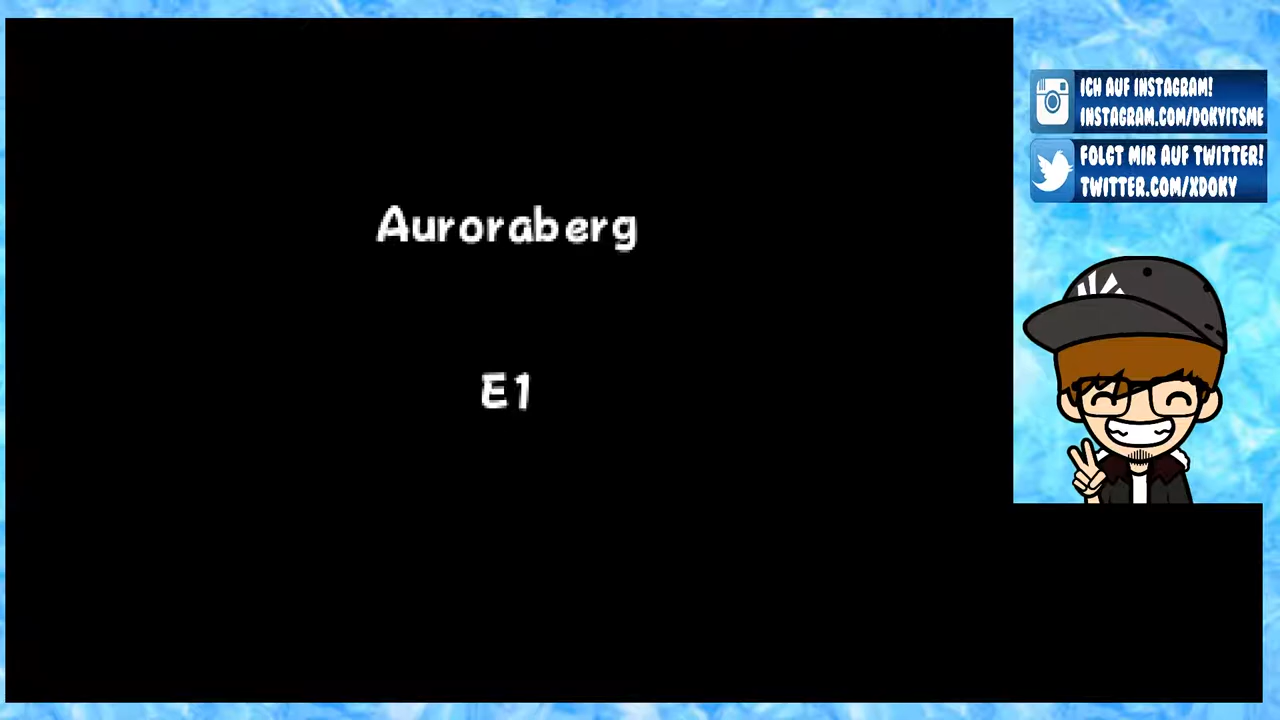 Auroraberg
E1
ICH AUF INSTAGRAM!
INSTAGRAM.COM/DOKYITSME
FOLGT MIR AUF TWITTER!
TWITTER.COM/XDOKY